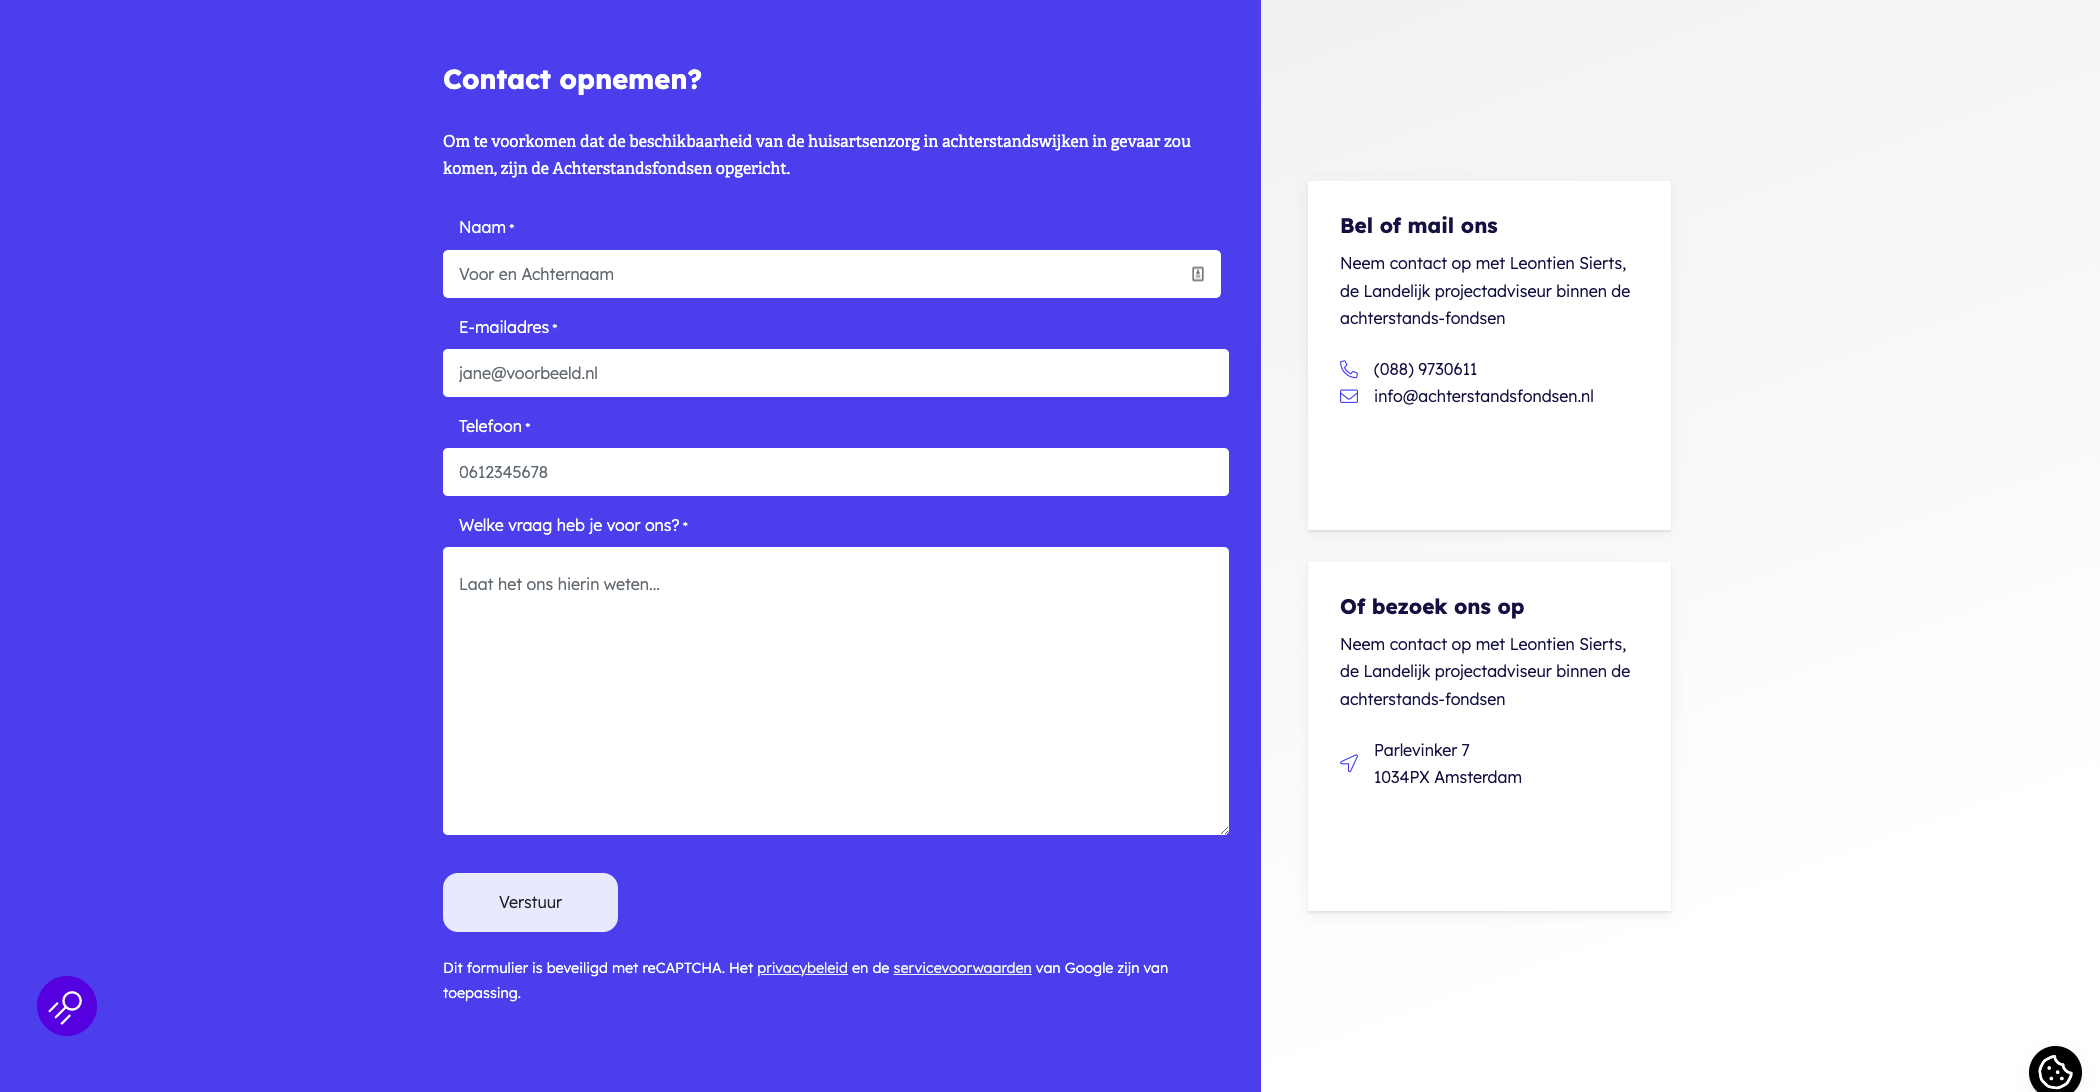 Contact opnemen?
Om te voorkomen dat de beschikbaarheid van de huisartsenzorg in achterstandswijken in gevaar zou
komen, zijn de Achterstandsfondsen opgericht.
Naam *
Voor en Achternaam
E-mailadres *
jane@voorbeeld.nl
Telefoon *
0612345678
Welke vraag heb je voor ons? *
Laat het ons hierin weten...
Verstuur
Dit formulier is beveiligd met reCAPTCHA. Het privacybeleid en de servicevoorwaarden van Google zijn van
toepassing.
Bel of mail ons
Neem contact op met Leontien Sierts,
de Landelijk projectadviseur binnen de
achterstands-fondsen
(088) 9730611
info@achterstandsfondsen.nl
Of bezoek ons op
Neem contact op met Leontien Sierts,
de Landelijk projectadviseur binnen de
achterstands-fondsen
Parlevinker 7
1034PX Amsterdam